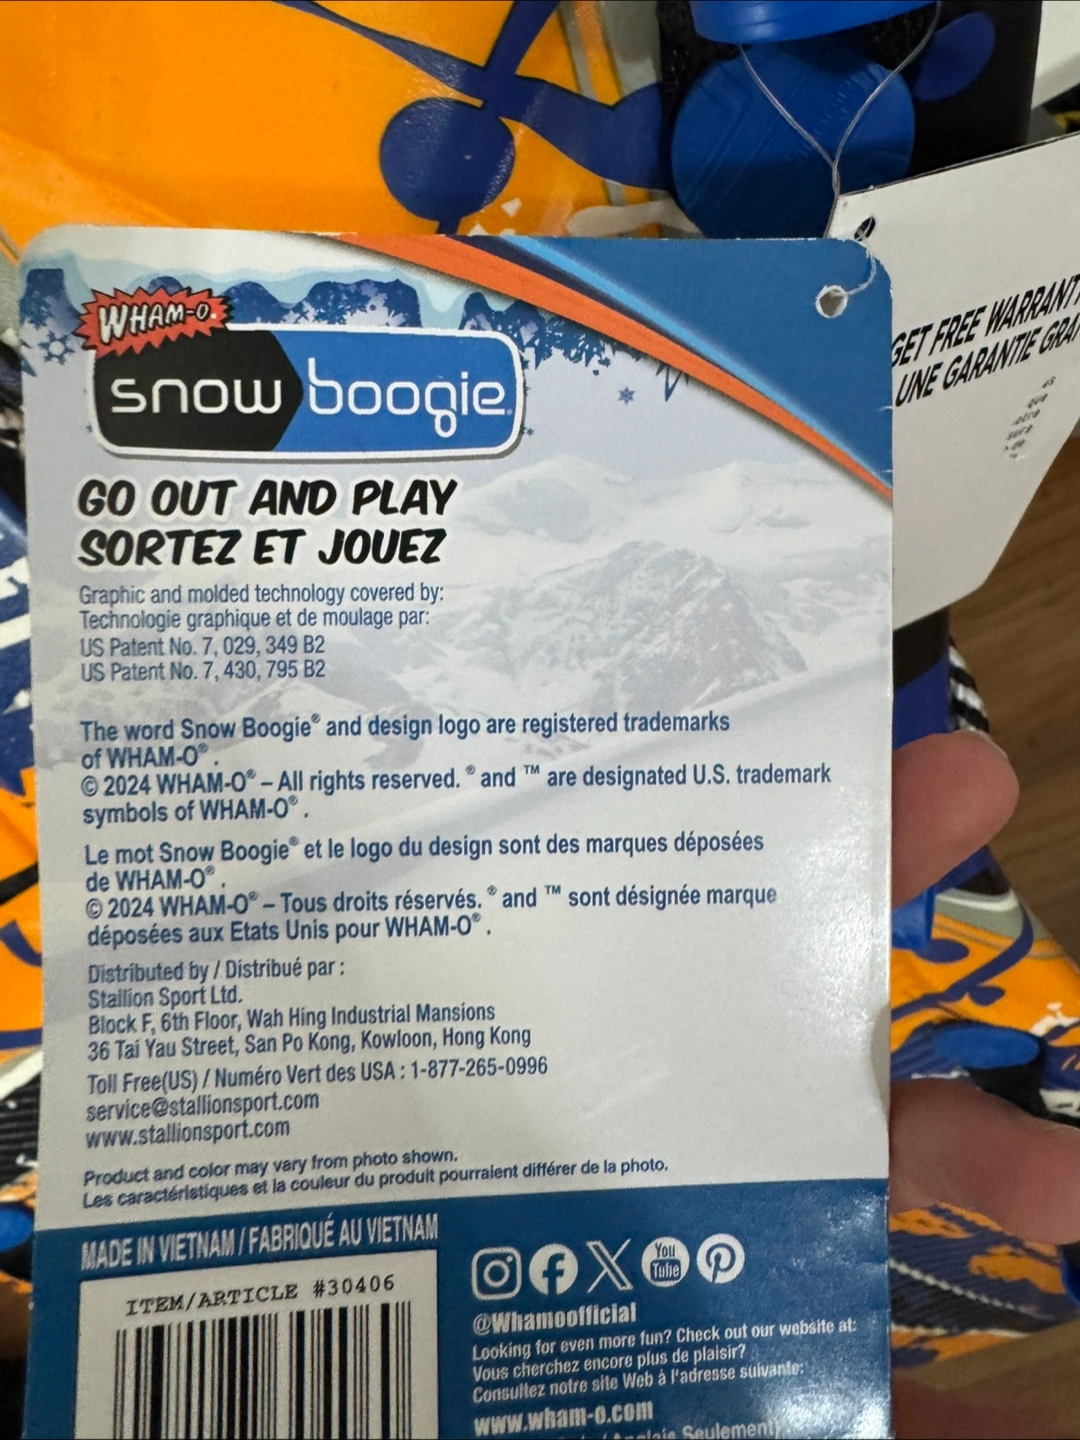 WHAM-O®
snow boogie®
GO OUT AND PLAY
SORTEZ ET JOUEZ
Graphic and molded technology covered by:
Technologie graphique et de moulage par:
US Patent No. 7, 029, 349 B2
US Patent No. 7, 430, 795 B2
The word Snow Boogie® and design logo are registered trademarks
of WHAM-O® .
© 2024 WHAM-O® – All rights reserved. ® and ™ are designated U.S. trademark
symbols of WHAM-O® .
Le mot Snow Boogie® et le logo du design sont des marques déposées
de WHAM-O® .
© 2024 WHAM-O® – Tous droits réservés. ® and ™ sont désignée marque
déposées aux Etats Unis pour WHAM-O® .
Distributed by / Distribué par :
Stallion Sport Ltd.
Block F, 6th Floor, Wah Hing Industrial Mansions
36 Tai Yau Street, San Po Kong, Kowloon, Hong Kong
Toll Free(US) / Numéro Vert des USA : 1-877-265-0996
service@stallionsport.com
www.stallionsport.com
Product and color may vary from photo shown.
Les caractéristiques et la couleur du produit pourraient différer de la photo.
MADE IN VIETNAM / FABRIQUÉ AU VIETNAM
ITEM/ARTICLE #30406
You
Tube
@Whamoofficial
Looking for even more fun? Check out our website at:
Vous cherchez encore plus de plaisir?
Consultez notre site Web à l'adresse suivante:
www.wham-o.com
Anglais Seulement)
GET FREE WARRANT
UNE GARANTIE GRA